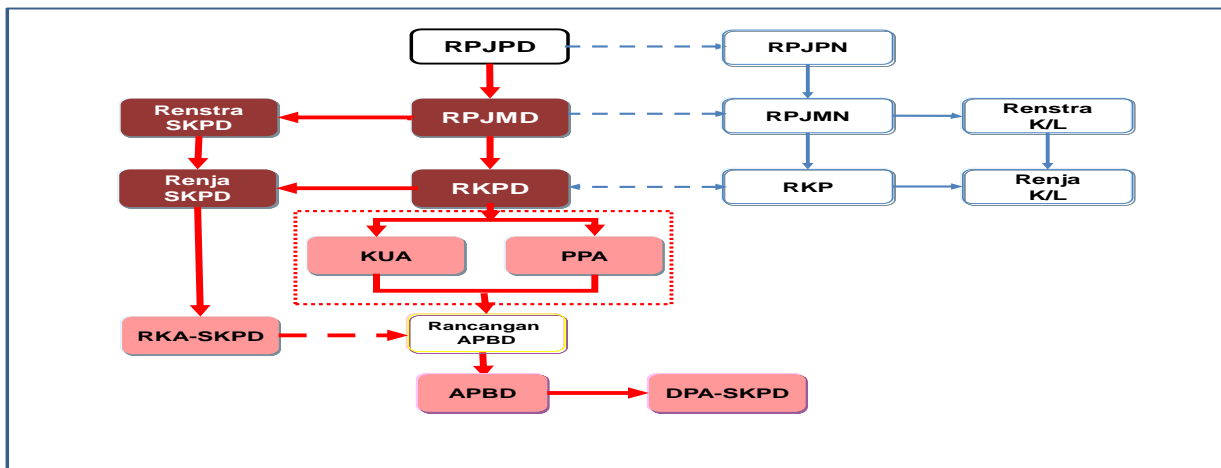 RPJPD
RPJPN
Renstra
SKPD
RPJMD
RPJMN
Renstra
K/L
Renja
SKPD
RKPD
RKP
Renja
K/L
KUA
PPA
RKA-SKPD
Rancangan
APBD
APBD
DPA-SKPD